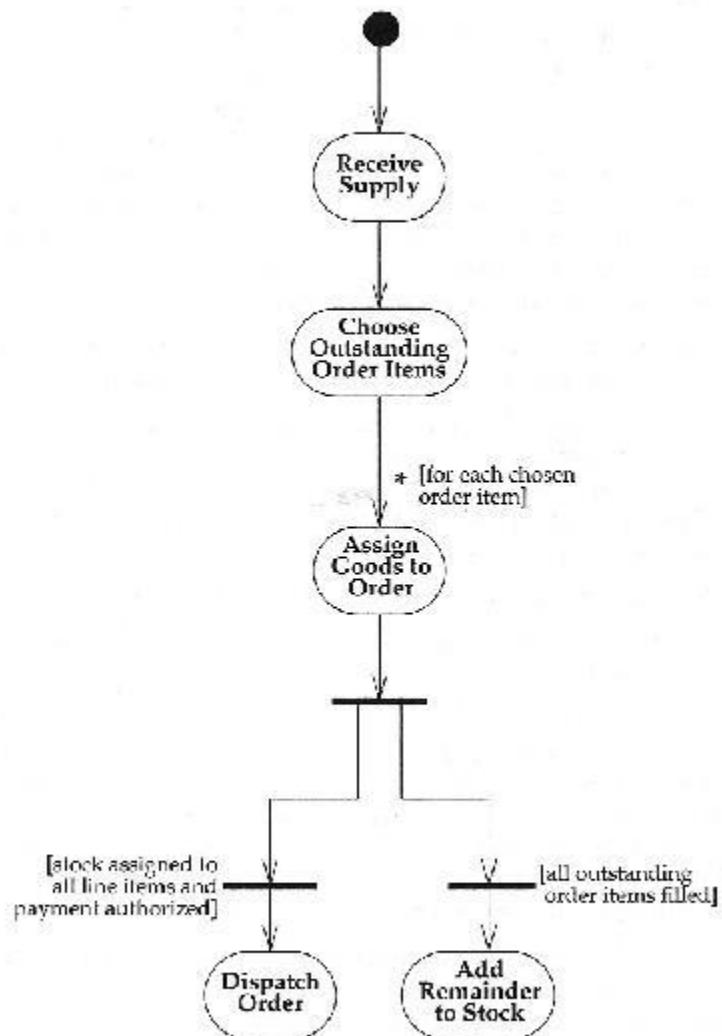 Receive
Supply
Choose
Outstanding
Order Items
* [for each chosen
order item]
Assign
Goods to
Order
[stock assigned to
all line items and
payment authorized]
[all outstanding
order items filled]
Dispatch
Order
Add
Remainder
to Stock